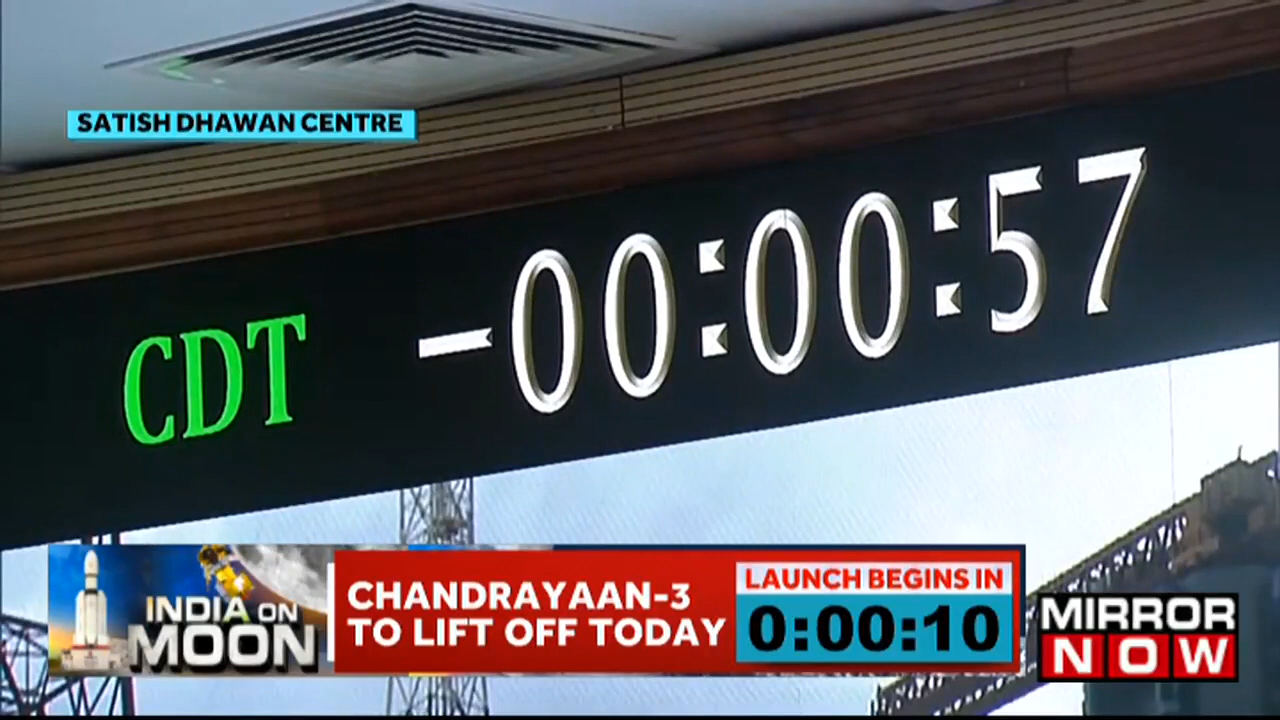 SATISH DHAWAN CENTRE
CDT -00:00:57
INDIA ON
MOON
CHANDRAYAAN-3
TO LIFT OFF TODAY
LAUNCH BEGINS IN
0:00:10
MIRROR
NOW